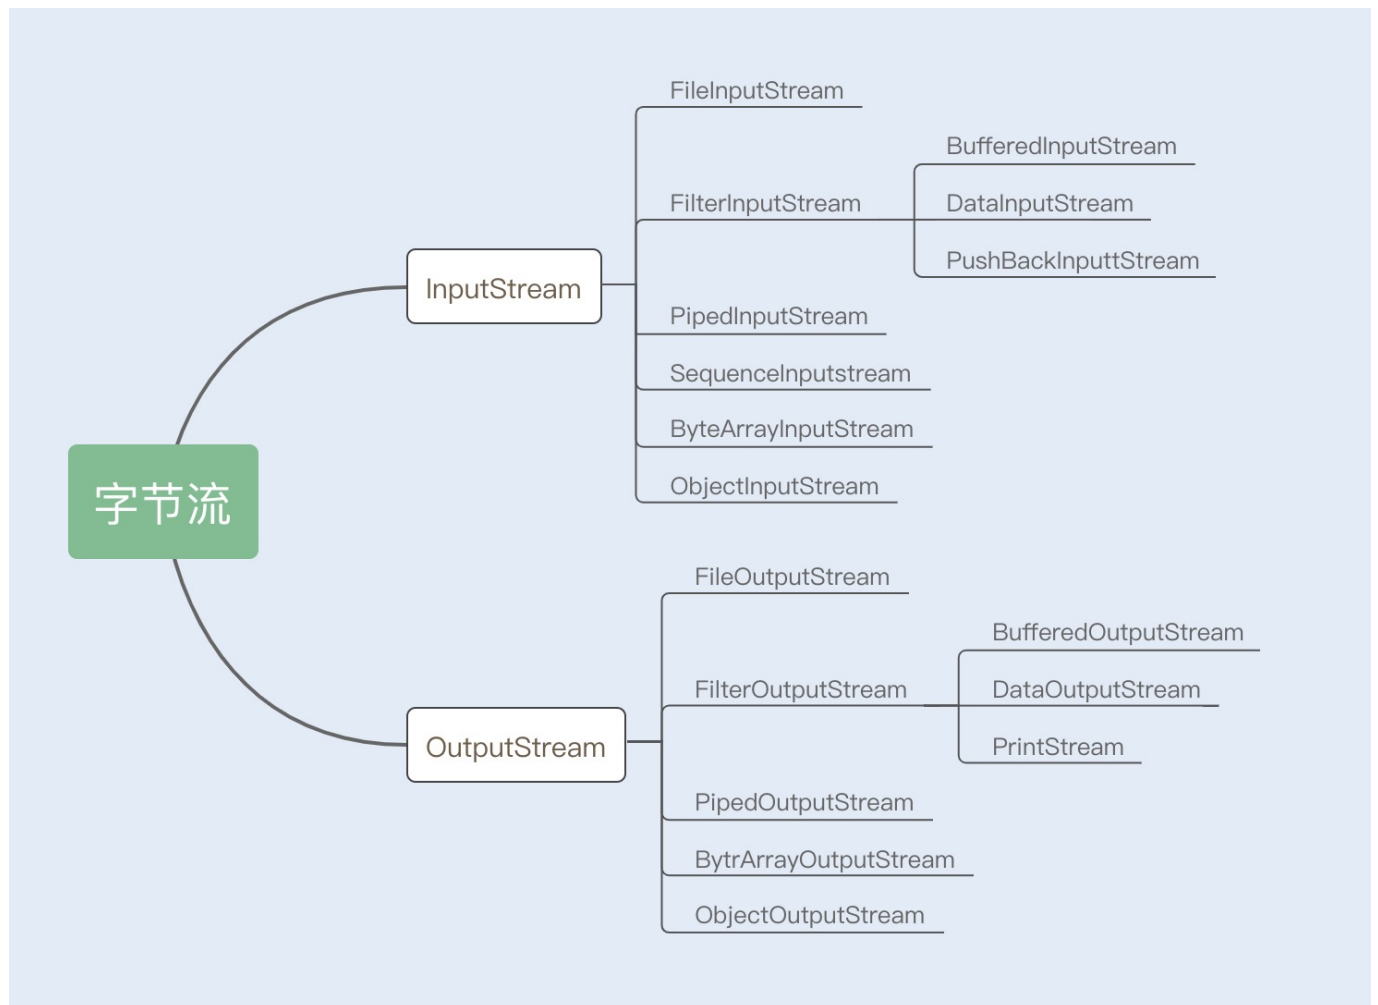 字节流
InputStream
FileInputStream
FilterInputStream
BufferedInputStream
DataInputStream
PushBackInputtStream
PipedInputStream
SequenceInputstream
ByteArrayInputStream
ObjectInputStream
OutputStream
FileOutputStream
FilterOutputStream
BufferedOutputStream
DataOutputStream
PrintStream
PipedOutputStream
BytrArrayOutputStream
ObjectOutputStream